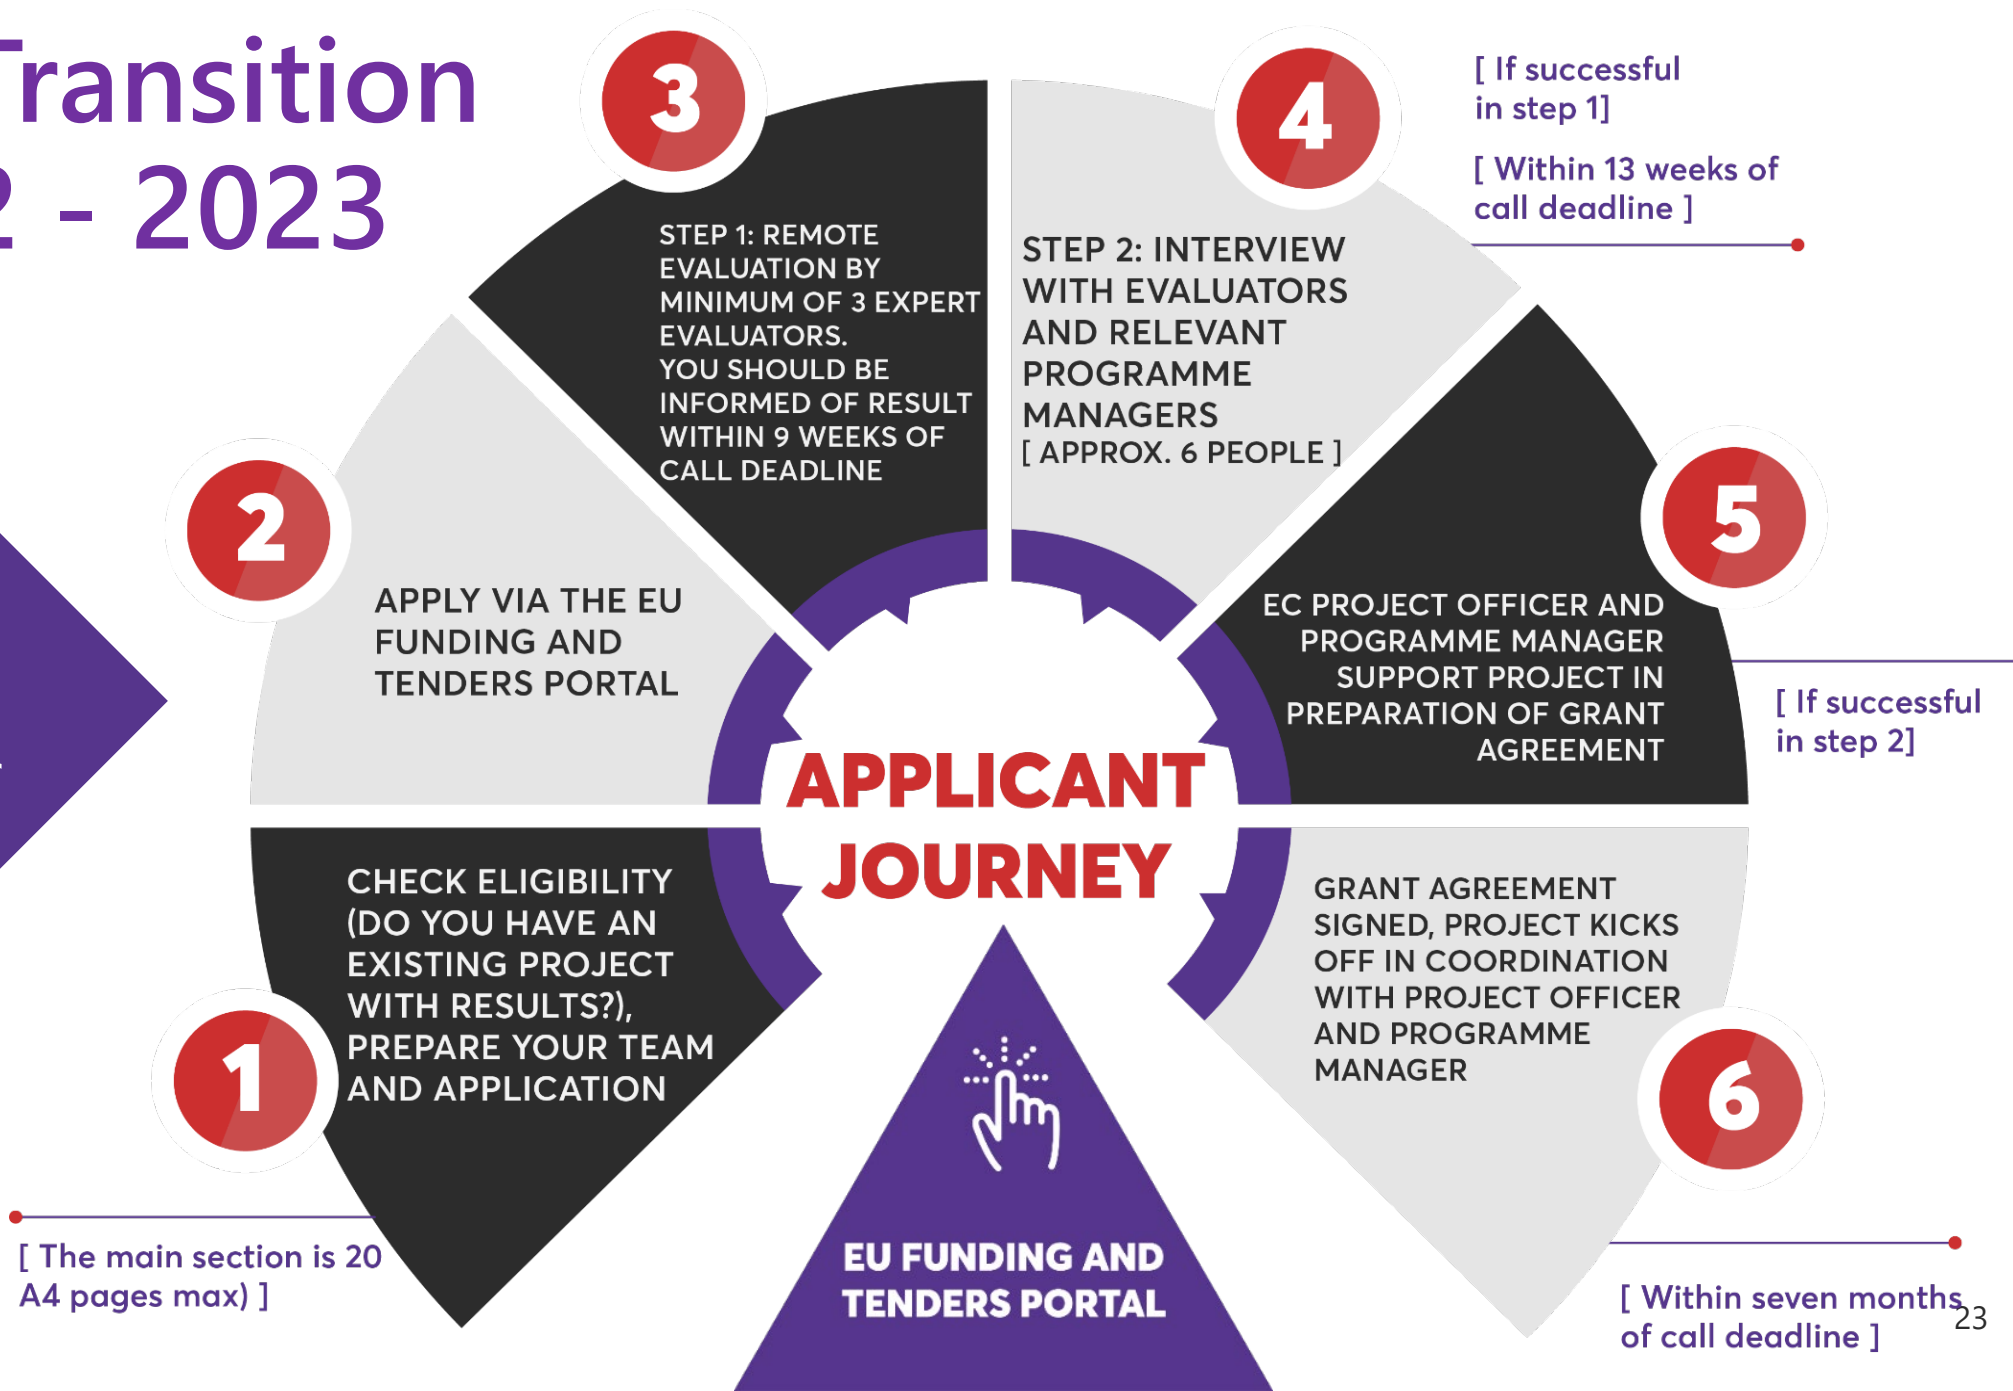 Transition
2 - 2023
1
CHECK ELIGIBILITY
(DO YOU HAVE AN
EXISTING PROJECT
WITH RESULTS?),
PREPARE YOUR TEAM
AND APPLICATION
[ The main section is 20
A4 pages max) ]
2
APPLY VIA THE EU
FUNDING AND
TENDERS PORTAL
3
STEP 1: REMOTE
EVALUATION BY
MINIMUM OF 3 EXPERT
EVALUATORS.
YOU SHOULD BE
INFORMED OF RESULT
WITHIN 9 WEEKS OF
CALL DEADLINE
4
STEP 2: INTERVIEW
WITH EVALUATORS
AND RELEVANT
PROGRAMME
MANAGERS
[ APPROX. 6 PEOPLE ]
[ If successful
in step 1]
[ Within 13 weeks of
call deadline ]
5
EC PROJECT OFFICER AND
PROGRAMME MANAGER
SUPPORT PROJECT IN
PREPARATION OF GRANT
AGREEMENT
[ If successful
in step 2]
6
GRANT AGREEMENT
SIGNED, PROJECT KICKS
OFF IN COORDINATION
WITH PROJECT OFFICER
AND PROGRAMME
MANAGER
[ Within seven months
of call deadline ]
APPLICANT
JOURNEY
EU FUNDING AND
TENDERS PORTAL
23